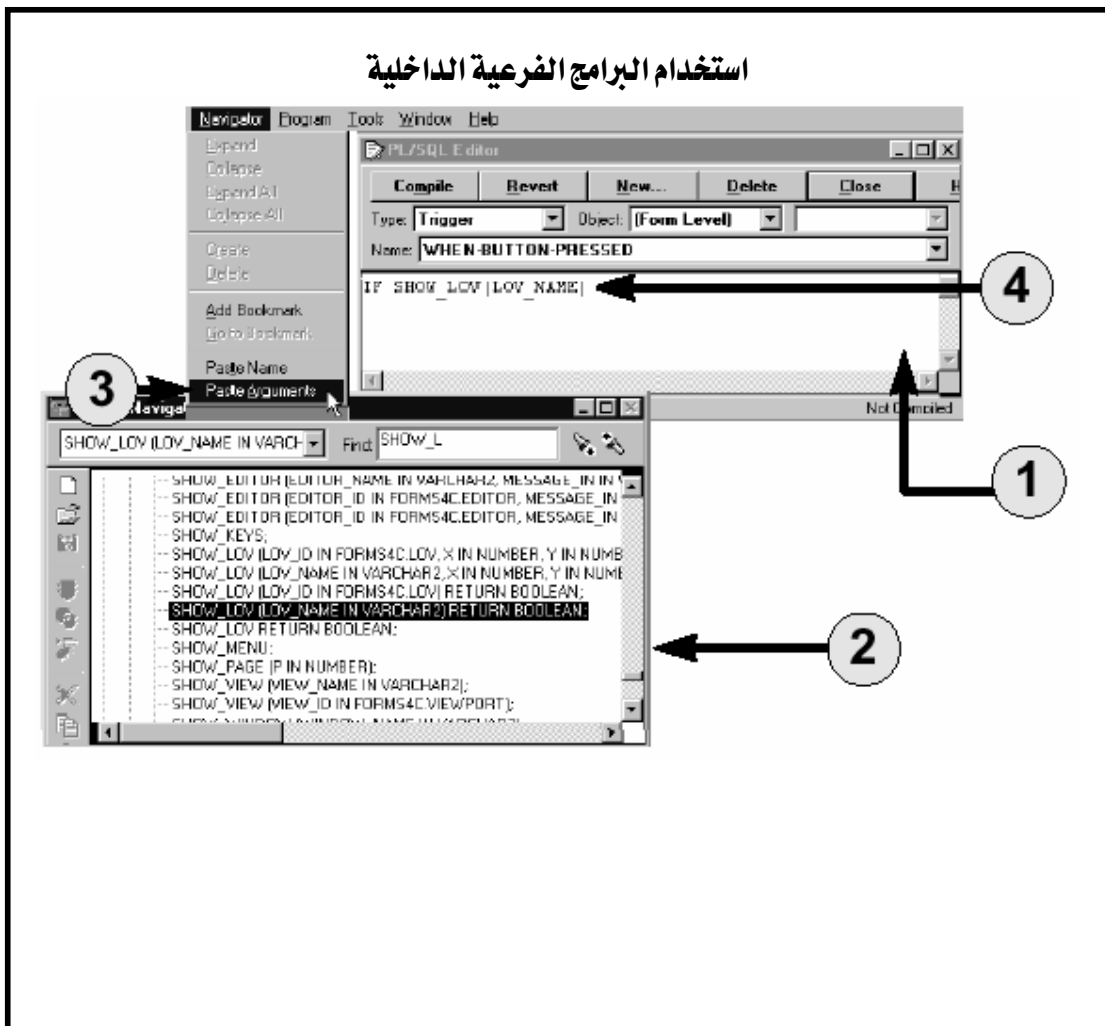 استخدام البرامج الفرعية الداخلية
Navigator Program Tools Window Help
Expand
Collapse
Expand All
Collapse All
Create
Delete
Add Bookmark
Go to Bookmark
Paste Name
Paste Arguments
PL/SQL Editor
Compile Revert New... Delete Close H
Type: Trigger Object: (Form Level)
Name: WHEN-BUTTON-PRESSED
IF SHOW_LOV(LOV_NAME)
4
3
1
Not Compiled
Naviga
SHOW_LOV (LOV_NAME IN VARCH Find: SHOW_L
SHOW_EDITOR (EDITOR_NAME IN VARCHAR2, MESSAGE_IN IN V
SHOW_EDITOR (EDITOR_ID IN FORMS4C.EDITOR, MESSAGE_IN
SHOW_EDITOR (EDITOR_ID IN FORMS4C.EDITOR, MESSAGE_IN
SHOW_KEYS;
SHOW_LOV (LOV_ID IN FORMS4C.LOV, X IN NUMBER, Y IN NUMB
SHOW_LOV (LOV_NAME IN VARCHAR2, X IN NUMBER, Y IN NUME
SHOW_LOV (LOV_ID IN FORMS4C.LOV) RETURN BOOLEAN;
SHOW_LOV (LOV_NAME IN VARCHAR2) RETURN BOOLEAN;
SHOW_LOV RETURN BOOLEAN;
SHOW_MENU;
SHOW_PAGE (P IN NUMBER);
SHOW_VIEW (VIEW_NAME IN VARCHAR2);
SHOW_VIEW (VIEW_ID IN FORMS4C.VIEWPORT);
2